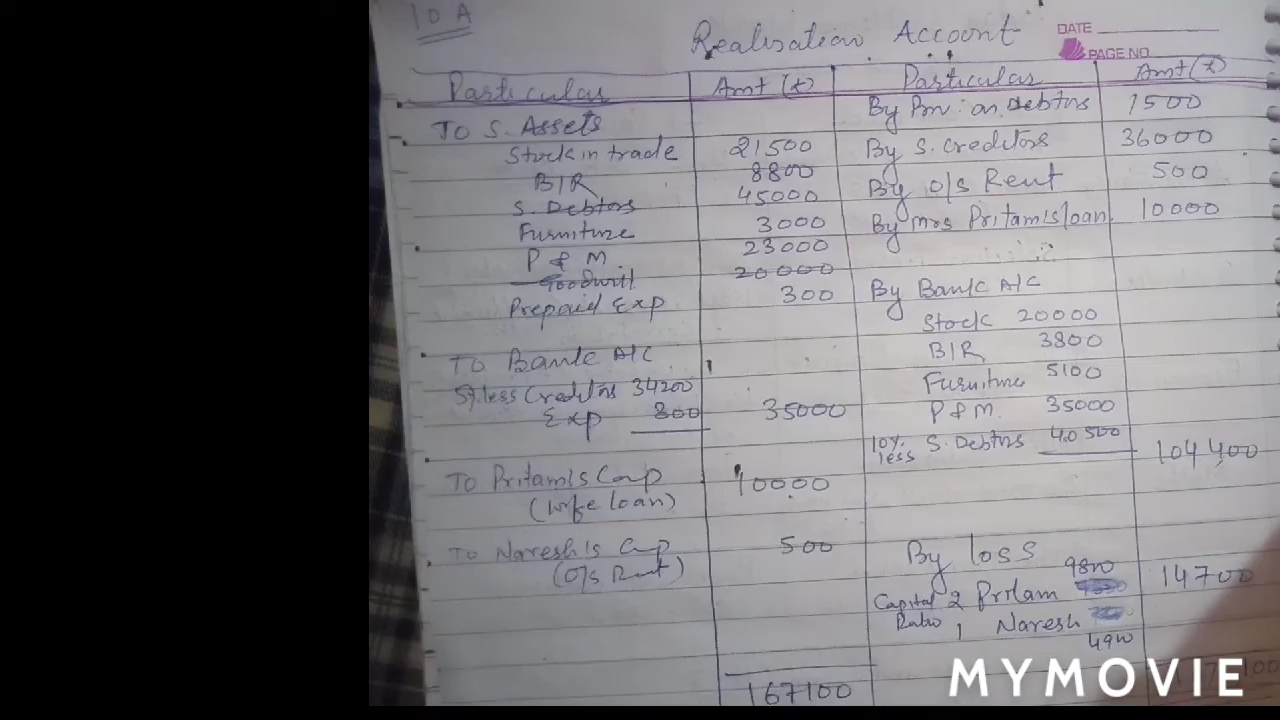 10 A
Realisation Account
DATE
PAGE NO.
Particulars Amt (₹) Particulars Amt (₹)
To S. Assets By Prv: on debtors 1500
Stock in trade 21500 By S. Creditors 36000
B/R 8800 By O/S Rent 500
S. Debtors 45000 By Mrs Pritam's loan 10000
Furniture 3000
P & M 23000
Goodwill 20000
Prepaid Exp 300 By Bank A/C
Stock 20000
To Bank A/C B/R 3800
5% less Creditors 34200 Furniture 5100
Exp 800 35000 P & M. 35000
10% less S. Debtors 40500 104400
To Pritam's Cap 10000
(Wife loan)
To Naresh's Cap 500 By loss 14700
(O/s Rent) Capital 2 Pritam 9800
Ratio 1 Naresh 4900
167100
MYMOVIE